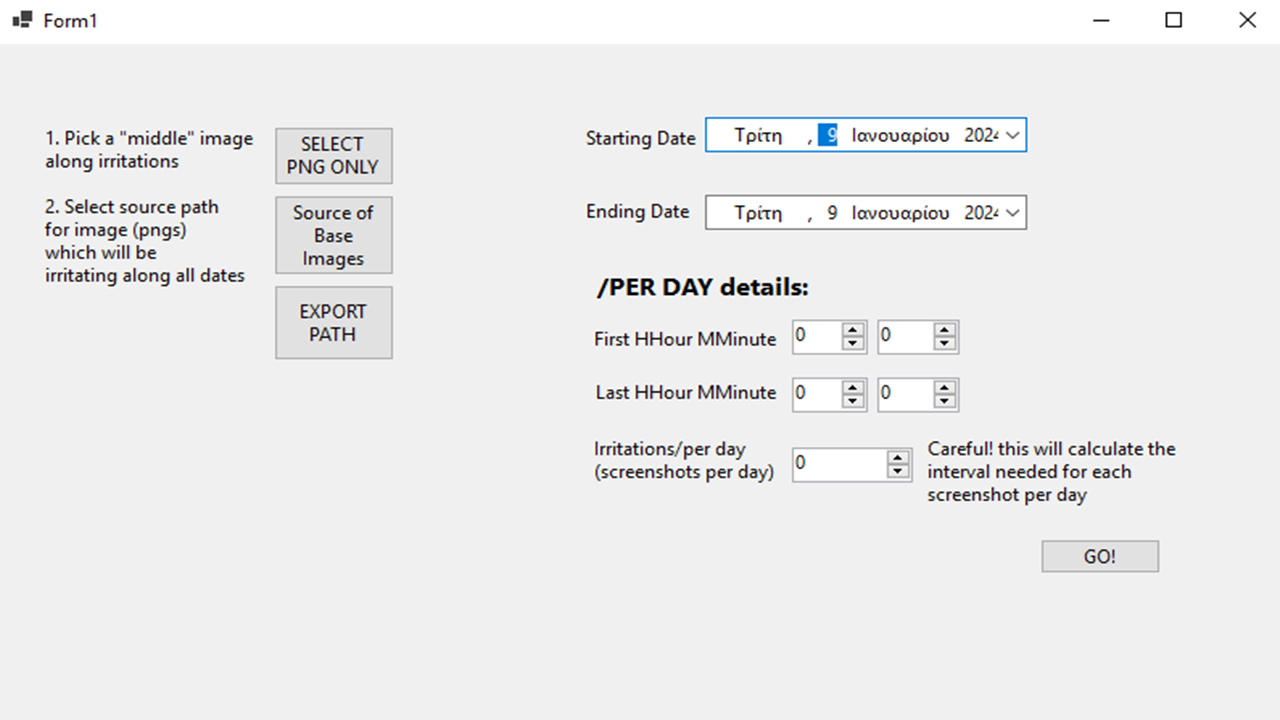 Form1
1. Pick a "middle" image
along irritations
SELECT
PNG ONLY
2. Select source path
for image (pngs)
which will be
irritating along all dates
Source of
Base
Images
EXPORT
PATH
Starting Date Τρίτη , 9 Ιανουαρίου 2024
Ending Date Τρίτη , 9 Ιανουαρίου 2024
/PER DAY details:
First HHour MMinute 0 0
Last HHour MMinute 0 0
Irritations/per day
(screenshots per day)
0
Careful! this will calculate the
interval needed for each
screenshot per day
GO!